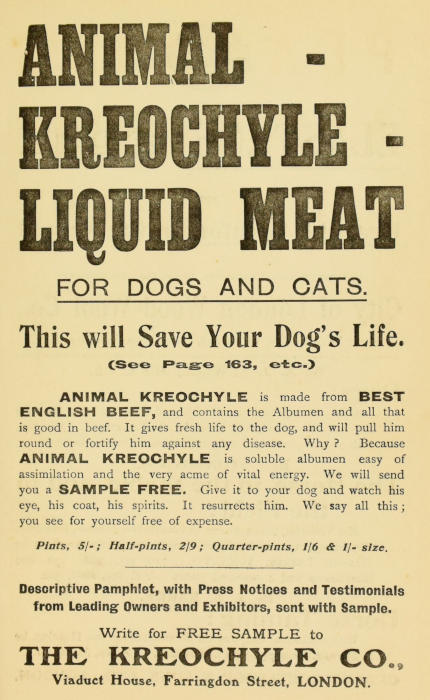 ANIMAL -
KREOCHYLE -
LIQUID MEAT
FOR DOGS AND CATS.
This will Save Your Dog's Life.
(See Page 163, etc.)
ANIMAL KREOCHYLE is made from BEST
ENGLISH BEEF, and contains the Albumen and all that
is good in beef. It gives fresh life to the dog, and will pull him
round or fortify him against any disease. Why? Because
ANIMAL KREOCHYLE is soluble albumen easy of
assimilation and the very acme of vital energy. We will send
you a SAMPLE FREE. Give it to your dog and watch his
eye, his coat, his spirits. It resurrects him. We say all this;
you see for yourself free of expense.
Pints, 5/-; Half-pints, 2/9; Quarter-pints, 1/6 & 1/- size.
Descriptive Pamphlet, with Press Notices and Testimonials
from Leading Owners and Exhibitors, sent with Sample.
Write for FREE SAMPLE to
THE KREOCHYLE CO.,
Viaduct House, Farringdon Street, LONDON.